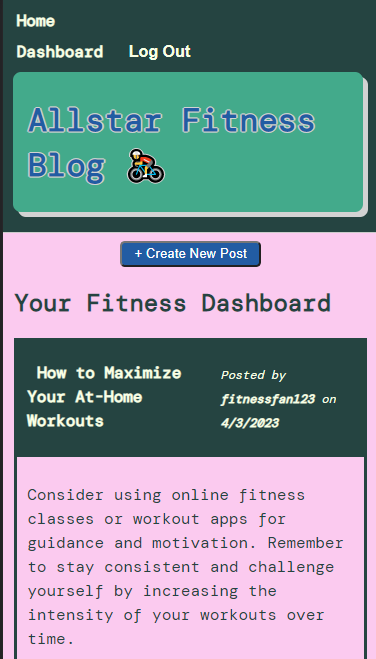 Home
Dashboard Log Out
Allstar Fitness
Blog 🚴
+ Create New Post
Your Fitness Dashboard
How to Maximize
Your At-Home
Workouts
Posted by
fitnessfan123 on
4/3/2023
Consider using online fitness
classes or workout apps for
guidance and motivation. Remember
to stay consistent and challenge
yourself by increasing the
intensity of your workouts over
time.